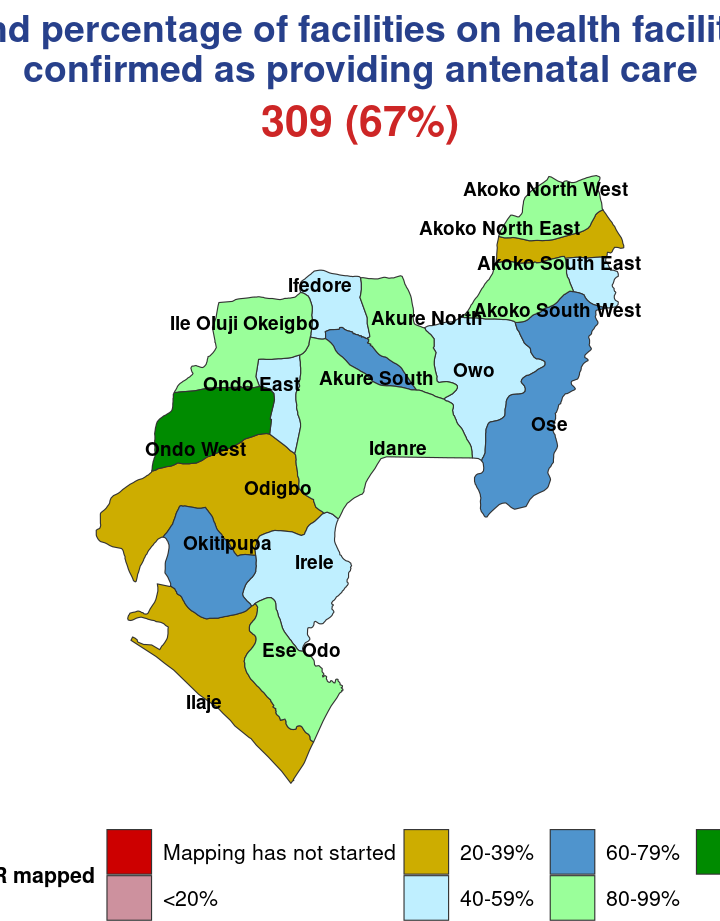 percentage of facilities on health
confirmed as providing antenatal care
309 (67%)
Akoko North West
Akoko North East
Akoko South East
Ifedore
Akoko South West
Akure North
Ile Oluji Okeigbo
Owo
Akure South
Ondo East
Ose
Idanre
Ondo West
Odigbo
Okitipupa
Irele
Ese Odo
Ilaje
Mapping has not started
20-39%
60-79%
R mapped
<20%
40-59%
80-99%